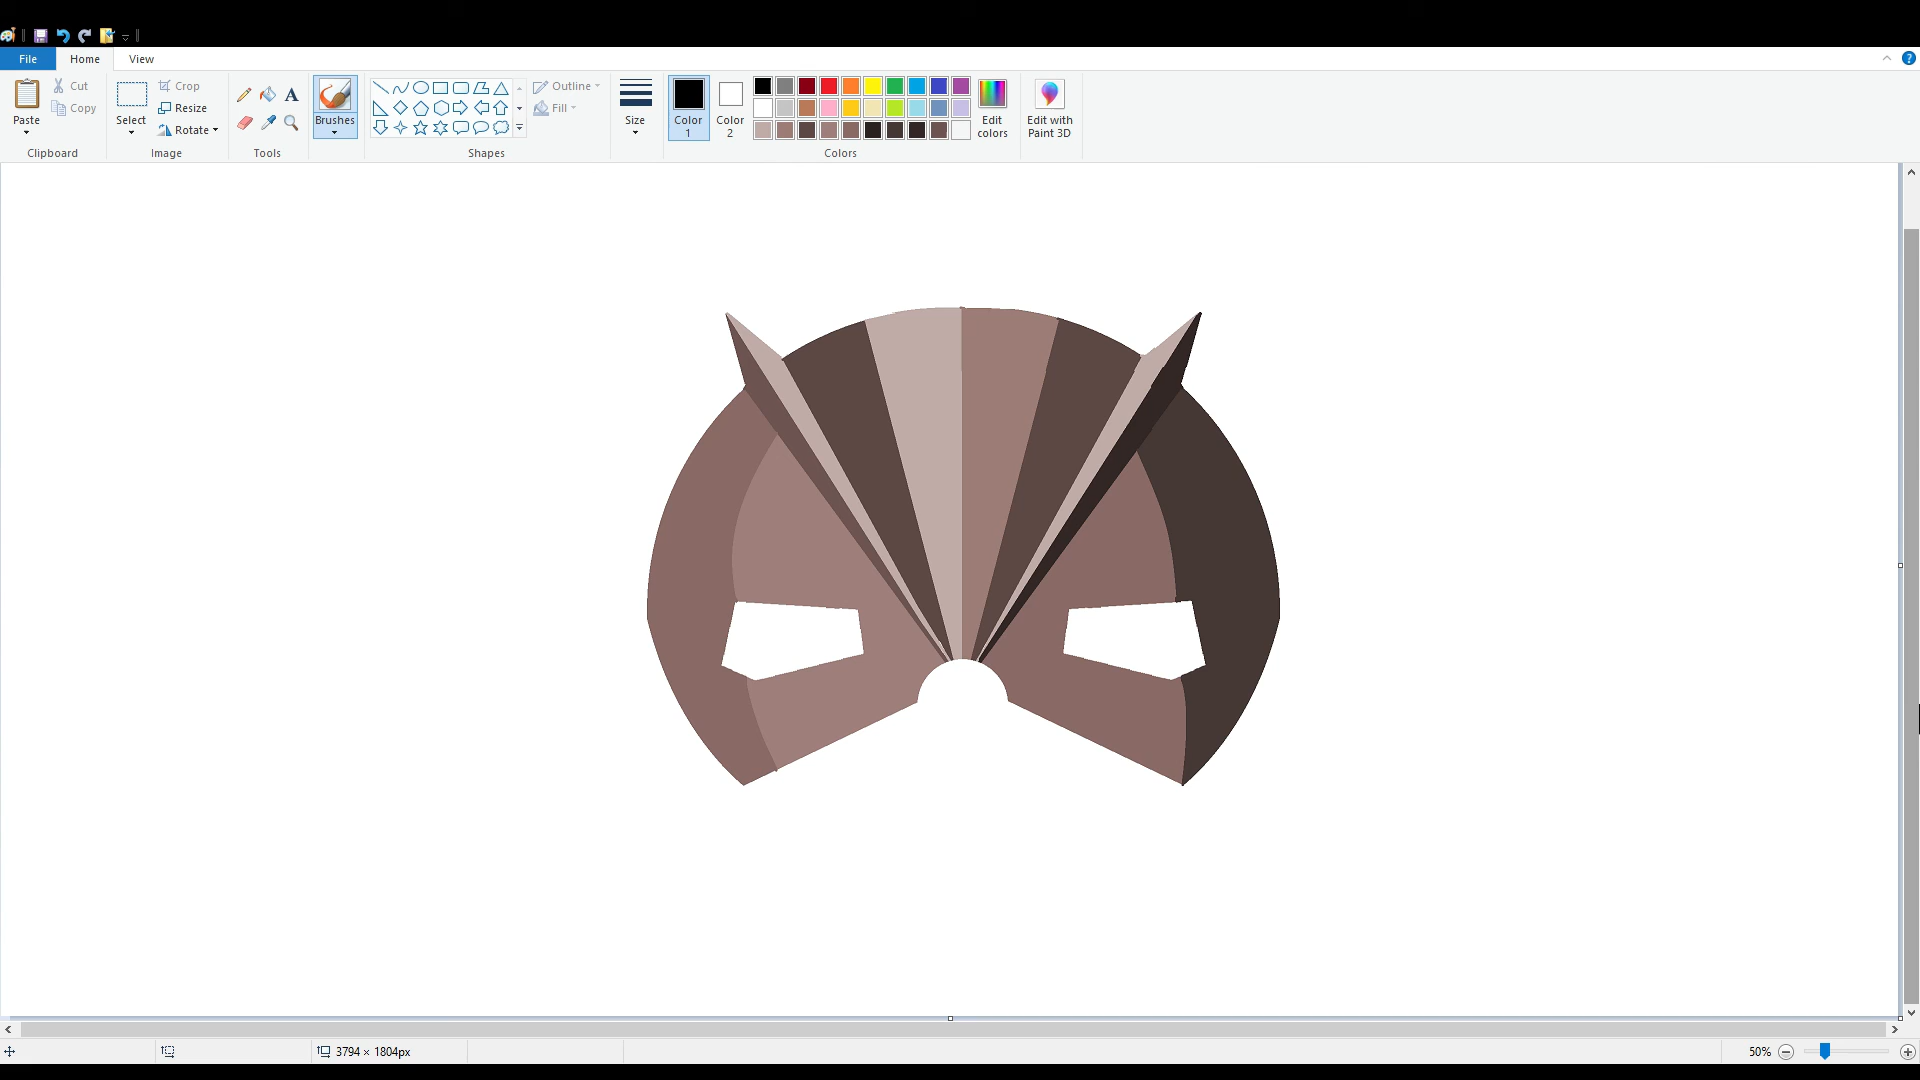 File Home View ?
Paste
Cut
Copy
Clipboard
Select
Crop
Resize
Rotate
Image
A
Tools
Brushes
Outline
Fill
Shapes
Size
Color
1
Color
2
Edit
colors
Colors
Edit with
Paint 3D
3794 × 1804px
50%